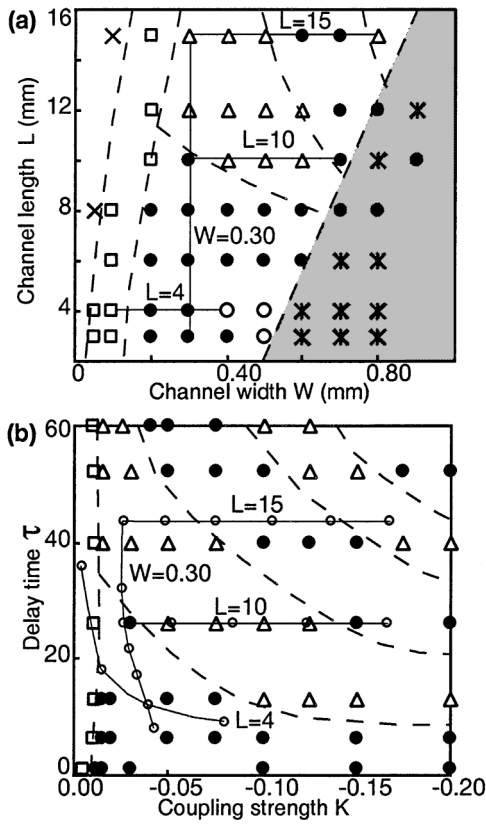 (a)
16
12
8
4
Channel length L (mm)
L=15
L=10
W=0.30
L=4
0
0.40
0.80
Channel width W (mm)
(b)
60
40
20
0
Delay time τ
L=15
W=0.30
L=10
L=4
0.00
-0.05
-0.10
-0.15
-0.20
Coupling strength K